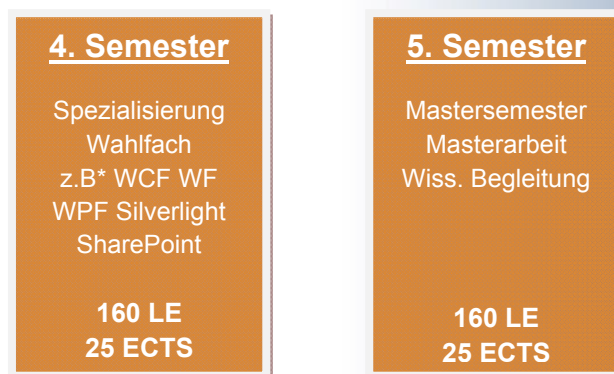 4. Semester
Spezialisierung
Wahlfach
z.B* WCF WF
WPF Silverlight
SharePoint
160 LE
25 ECTS
5. Semester
Mastersemester
Masterarbeit
Wiss. Begleitung
160 LE
25 ECTS